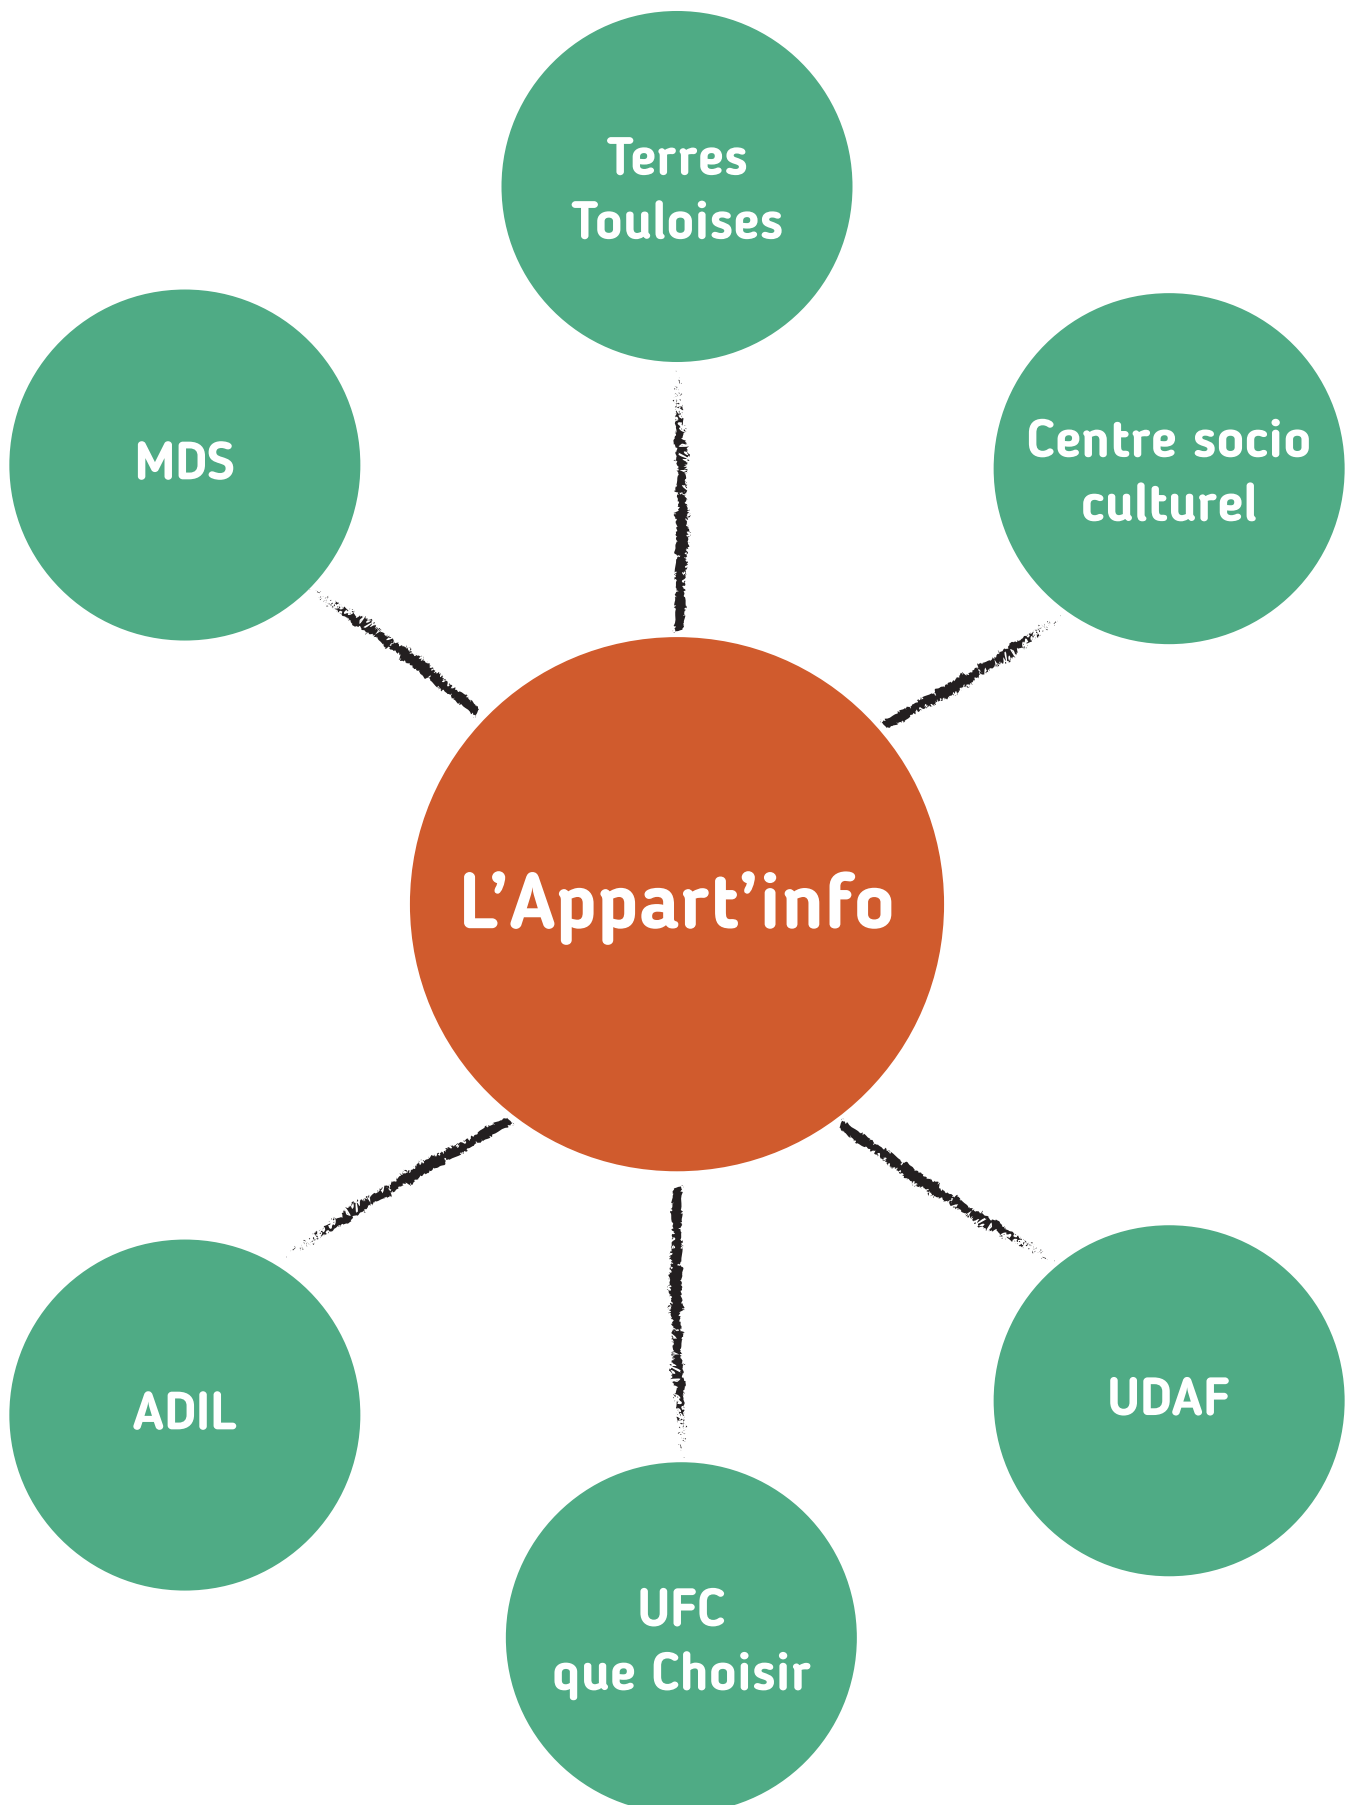 Terres
Touloises
MDS
Centre socio
culturel
L’Appart’info
ADIL
UDAF
UFC
que Choisir